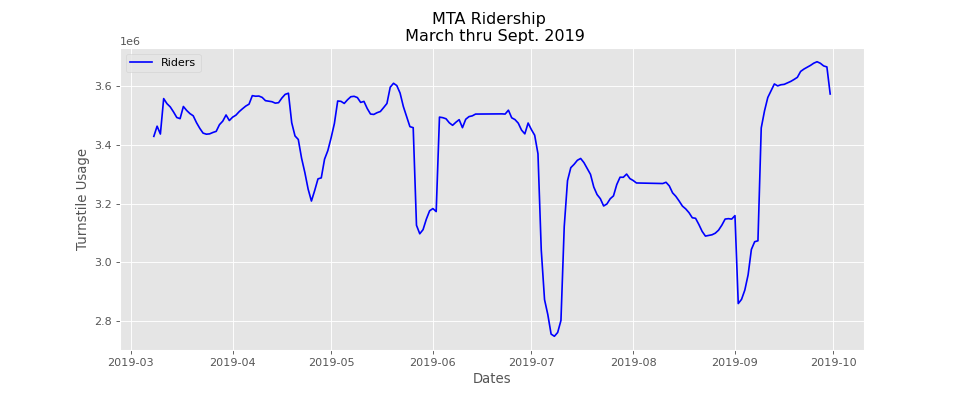 MTA Ridership
March thru Sept. 2019
1e6
Riders
3.6
3.4
3.2
3.0
2.8
Turnstile Usage
2019-03 2019-04 2019-05 2019-06 2019-07 2019-08 2019-09 2019-10
Dates